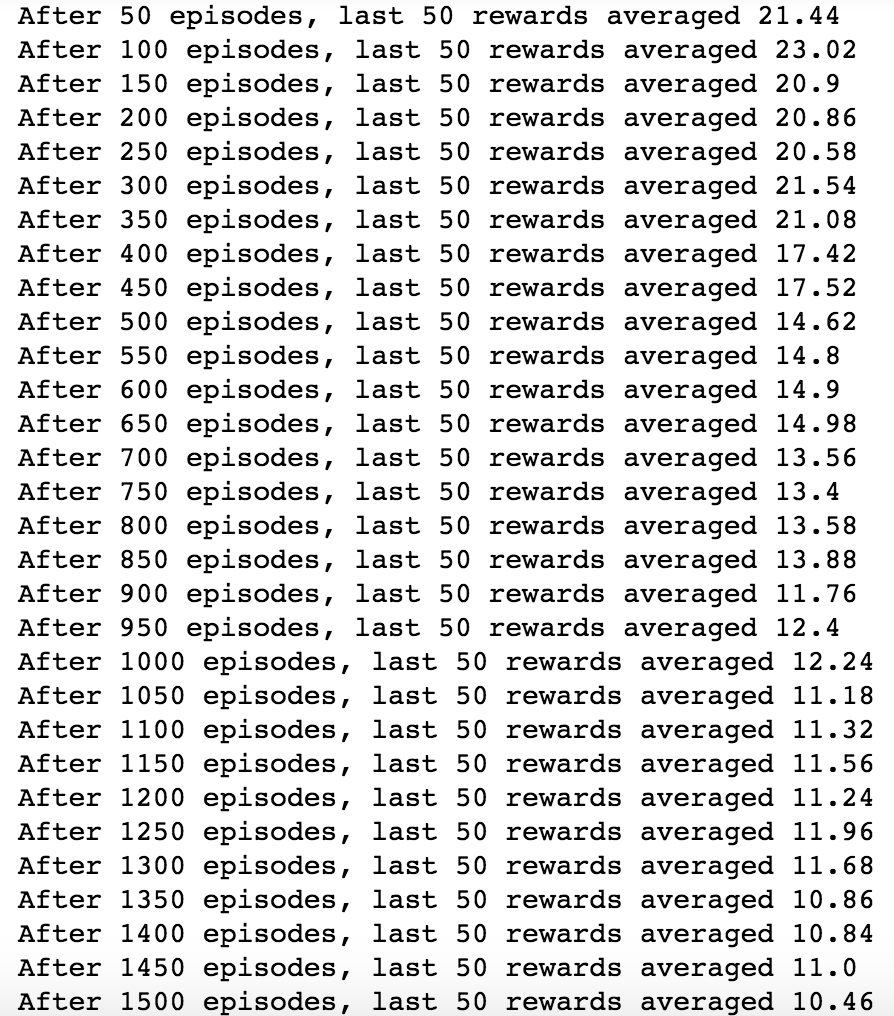 After 50 episodes, last 50 rewards averaged 21.44
After 100 episodes, last 50 rewards averaged 23.02
After 150 episodes, last 50 rewards averaged 20.9
After 200 episodes, last 50 rewards averaged 20.86
After 250 episodes, last 50 rewards averaged 20.58
After 300 episodes, last 50 rewards averaged 21.54
After 350 episodes, last 50 rewards averaged 21.08
After 400 episodes, last 50 rewards averaged 17.42
After 450 episodes, last 50 rewards averaged 17.52
After 500 episodes, last 50 rewards averaged 14.62
After 550 episodes, last 50 rewards averaged 14.8
After 600 episodes, last 50 rewards averaged 14.9
After 650 episodes, last 50 rewards averaged 14.98
After 700 episodes, last 50 rewards averaged 13.56
After 750 episodes, last 50 rewards averaged 13.4
After 800 episodes, last 50 rewards averaged 13.58
After 850 episodes, last 50 rewards averaged 13.88
After 900 episodes, last 50 rewards averaged 11.76
After 950 episodes, last 50 rewards averaged 12.4
After 1000 episodes, last 50 rewards averaged 12.24
After 1050 episodes, last 50 rewards averaged 11.18
After 1100 episodes, last 50 rewards averaged 11.32
After 1150 episodes, last 50 rewards averaged 11.56
After 1200 episodes, last 50 rewards averaged 11.24
After 1250 episodes, last 50 rewards averaged 11.96
After 1300 episodes, last 50 rewards averaged 11.68
After 1350 episodes, last 50 rewards averaged 10.86
After 1400 episodes, last 50 rewards averaged 10.84
After 1450 episodes, last 50 rewards averaged 11.0
After 1500 episodes, last 50 rewards averaged 10.46